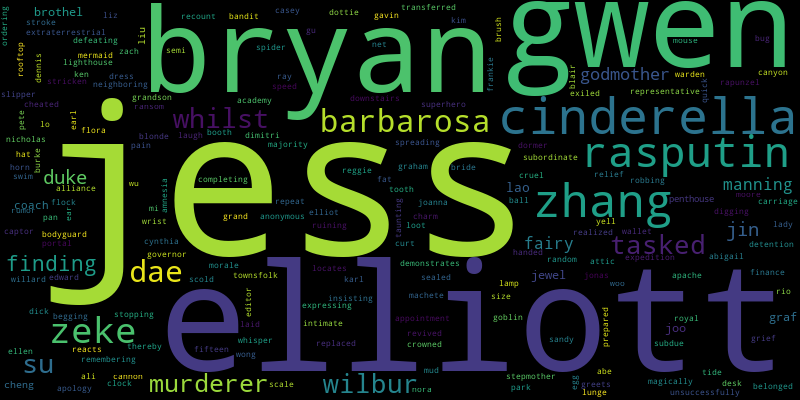 ordering
brothel
liz
stroke
extraterrestrial
recount
bandit
casey
dottie
gavin
transferred
kim
brush
gwen
bryan
liu
semi
gu
spider
net
ray
speed
frankie
mouse
bug
rooftop
dennis
defeating
zach
mermaid
lighthouse
ken
stricken
dress
neighboring
blair
godmother
warden
canyon
exiled
representative
quick
rapunzel
slipper
cheated
grandson
ransom
academy
downstairs
superhero
pete
lo
earl
flora
whilst
barbarosa
cinderella
nicholas
blonde
laugh
booth
dimitri
majority
spreading
dormer
subordinate
rasputin
hat
burke
pain
jess
completing
reggie
graham
bride
cruel
relief
robbing
horn
swim
duke
alliance
wu
amnesia
fat
tooth
joanna
lao
zhang
manning
penthouse
moore
carriage
coach
flock
rumor
pan
ear
mi
wrist
grand
repeat
anonymous
elliot
taunting
charm
loot
ball
yell
digging
captor
bodyguard
portal
cynthia
governor
ruining
curt
fairy
realized
wallet
jin
lady
detention
finding
dae
morale
townsfolk
demonstrates
handed
random
attic
tasked
expedition
abigail
willard
edward
scold
locates
karl
sealed
lamp
jewel
jonas
apache
finance
insisting
machete
size
woo
rio
dick
begging
stopping
editor
expressing
elliott
appointment
goblin
prepared
royal
graf
zeke
laid
intimate
revived
crowned
joo
reacts
thereby
fifteen
whisper
replaced
sandy
subdue
grief
ellen
remembering
wong
su
ali
cannon
mud
stepmother
egg
abe
tide
cheng
apology
clock
murderer
scale
wilbur
nora
park
greets
lunge
magically
desk
belonged
unsuccessfully